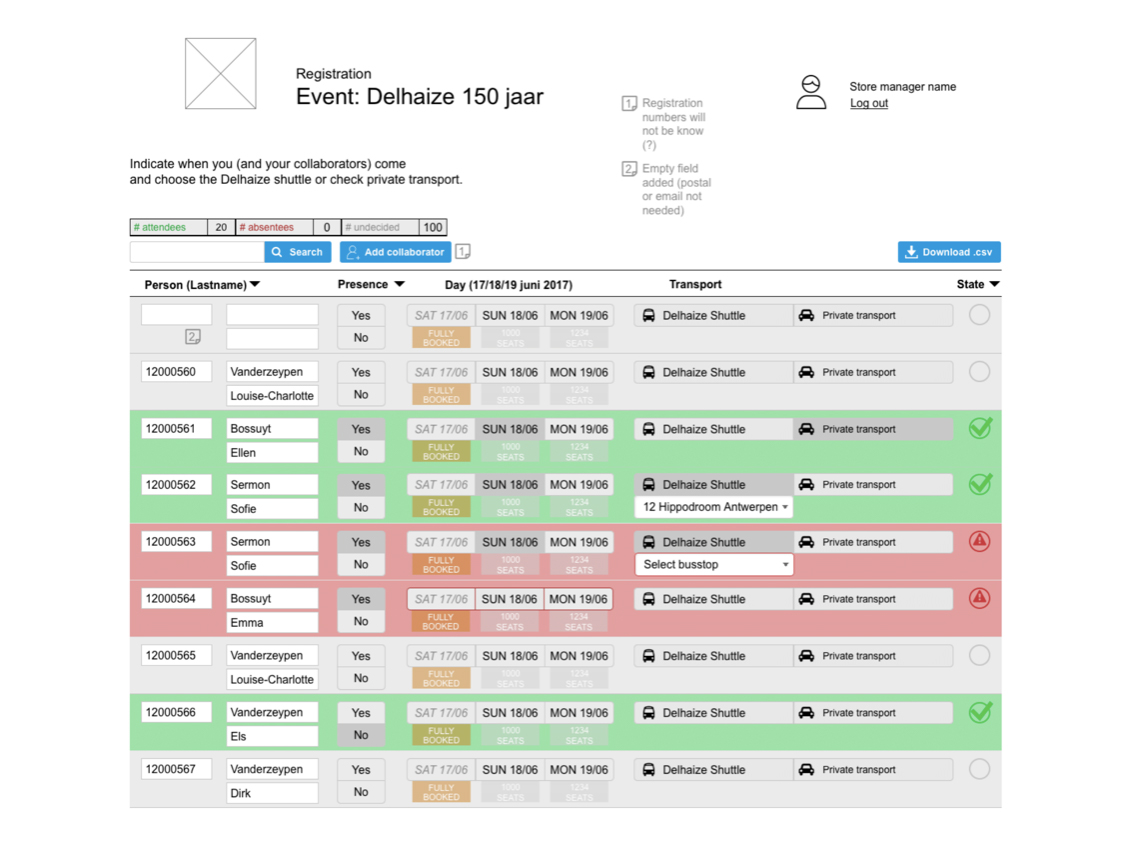 Registration
Event: Delhaize 150 jaar
Store manager name
Log out
1 Registration
numbers will
not be know
(?)
2 Empty field
added (postal
or email not
needed)
Indicate when you (and your collaborators) come
and choose the Delhaize shuttle or check private transport.
# attendees 20 # absentees 0 # undecided 100
Search Add collaborator 1 Download .csv
Person (Lastname) Presence Day (17/18/19 juni 2017) Transport State
Yes SAT 17/06 SUN 18/06 MON 19/06 Delhaize Shuttle Private transport
2 No FULLY BOOKED 1000 SEATS 1234 SEATS
12000560 Vanderzeypen Yes SAT 17/06 SUN 18/06 MON 19/06 Delhaize Shuttle Private transport
Louise-Charlotte No FULLY BOOKED 1000 SEATS 1234 SEATS
12000561 Bossuyt Yes SAT 17/06 SUN 18/06 MON 19/06 Delhaize Shuttle Private transport
Ellen No FULLY BOOKED 1000 SEATS 1234 SEATS
12000562 Sermon Yes SAT 17/06 SUN 18/06 MON 19/06 Delhaize Shuttle Private transport
Sofie No FULLY BOOKED 1000 SEATS 1234 SEATS 12 Hippodroom Antwerpen
12000563 Sermon Yes SAT 17/06 SUN 18/06 MON 19/06 Delhaize Shuttle Private transport
Sofie No FULLY BOOKED 1000 SEATS 1234 SEATS Select busstop
12000564 Bossuyt Yes SAT 17/06 SUN 18/06 MON 19/06 Delhaize Shuttle Private transport
Emma No FULLY BOOKED 1000 SEATS 1234 SEATS
12000565 Vanderzeypen Yes SAT 17/06 SUN 18/06 MON 19/06 Delhaize Shuttle Private transport
Louise-Charlotte No FULLY BOOKED 1000 SEATS 1234 SEATS
12000566 Vanderzeypen Yes SAT 17/06 SUN 18/06 MON 19/06 Delhaize Shuttle Private transport
Els No FULLY BOOKED 1000 SEATS 1234 SEATS
12000567 Vanderzeypen Yes SAT 17/06 SUN 18/06 MON 19/06 Delhaize Shuttle Private transport
Dirk No FULLY BOOKED 1000 SEATS 1234 SEATS